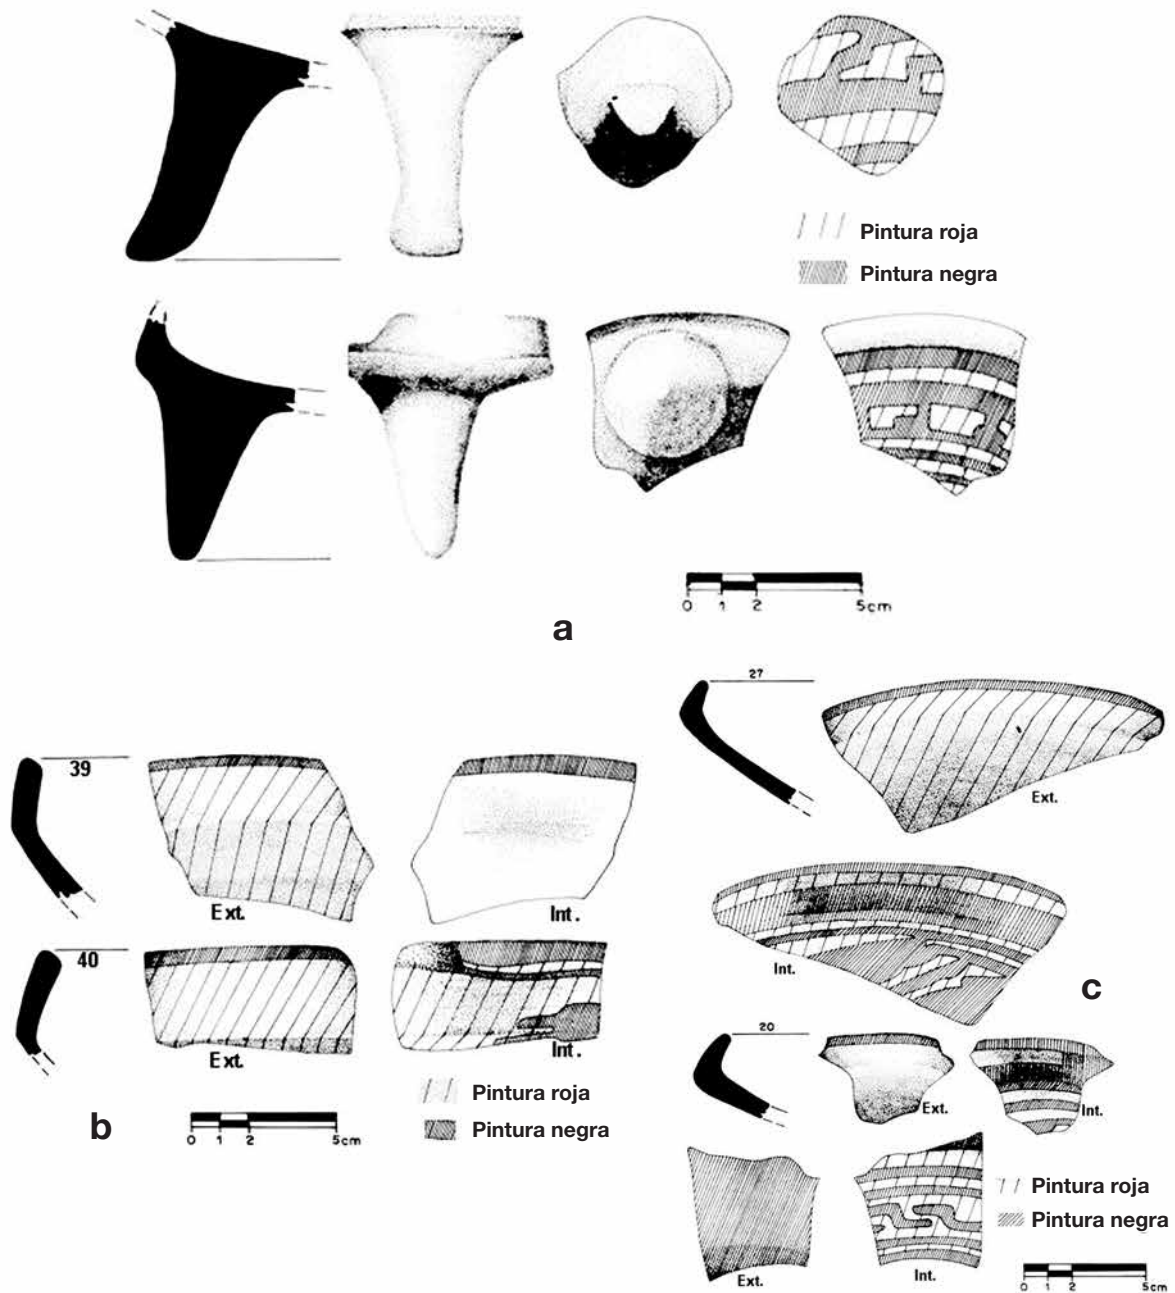 Pintura roja
Pintura negra
0 1 2 5cm
a
27
Ext.
39
Ext.
Int.
Int.
c
40
Ext.
Int.
20
Ext.
Int.
Pintura roja
Pintura negra
b
0 1 2 5cm
Pintura roja
Pintura negra
Ext.
Int.
0 1 2 5cm